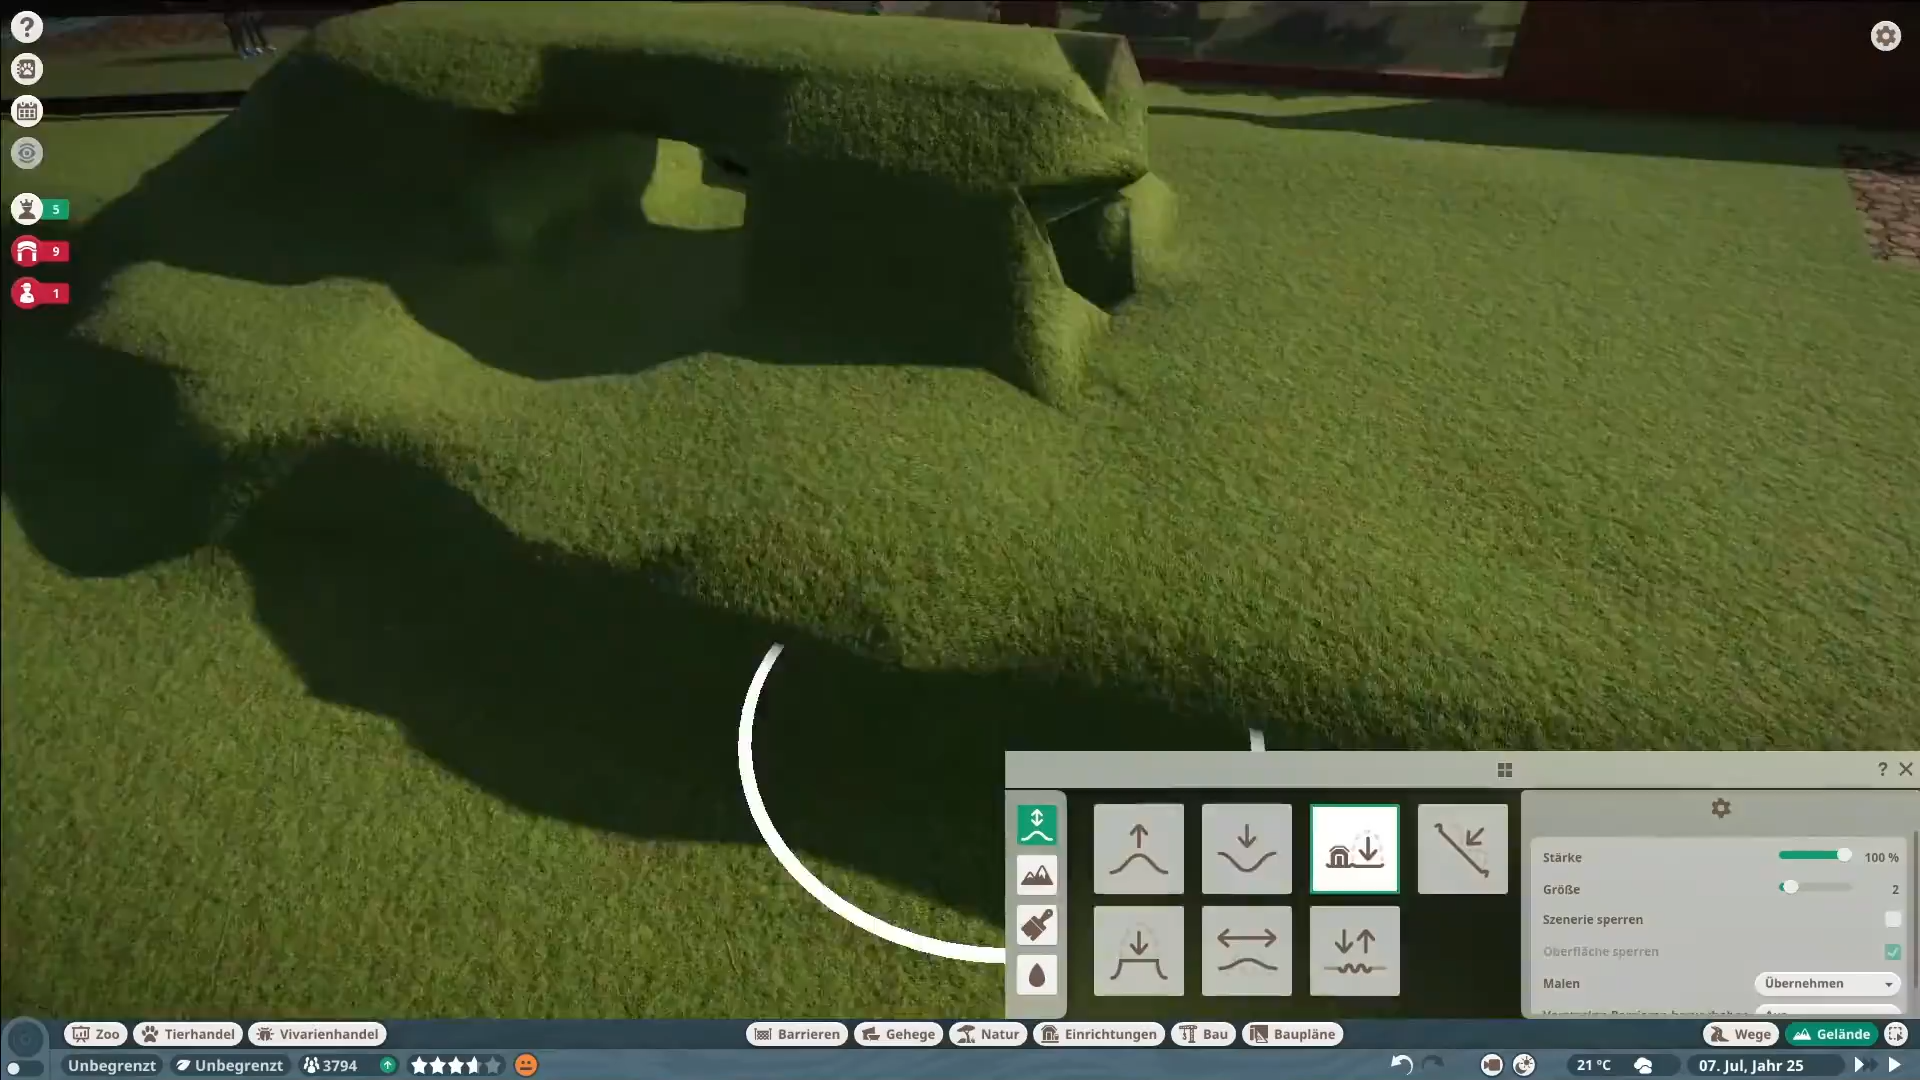 ?
5
9
1
?
Stärke 100 %
Größe 2
Szenerie sperren
Oberfläche sperren
Malen Übernehmen
Zoo Tierhandel Vivarienhandel Barrieren Gehege Natur Einrichtungen Bau Baupläne Wege Gelände
Unbegrenzt Unbegrenzt 3794 21 °C 07. Jul, Jahr 25